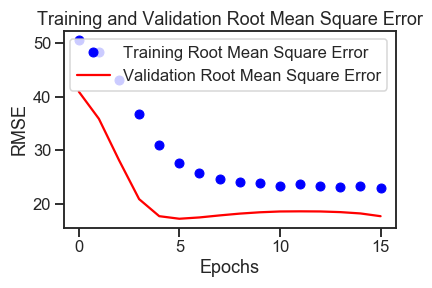 Training and Validation Root Mean Square Error
50
40
30
20
RMSE
Training Root Mean Square Error
Validation Root Mean Square Error
0 5 10 15
Epochs